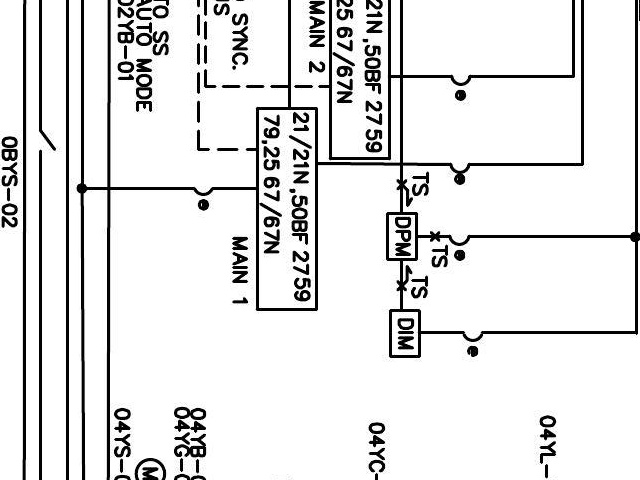 TO SS
AUTO MODE
02YB-01
SYNC.
MAIN 2
21N ,50BF 2759
25 67/67N
21/21N ,50BF 2759
79,25 67/67N
MAIN 1
TS
DPM
TS
TS
DIM
0BYS-02
04YS-
04YB-
04YG-
M
04YC-
04YL-